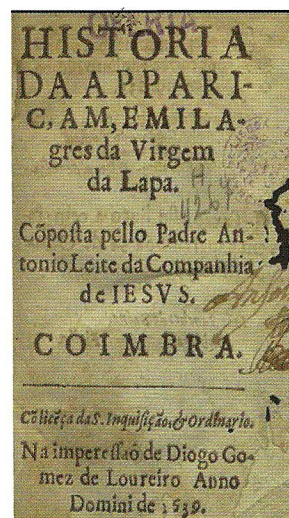 HISTORIA
DA APPARI-
C,AM, E MILA-
gres da Virgem
da Lapa.
Cõposta pello Padre An-
tonio Leite da Companhia
de IESVS.
COIMBRA.
Cõ licẽça da S. Inquisição, & Ordinario.
Na imperessaõ de Diogo Go-
mez de Loureiro Anno
Domini de 1639.